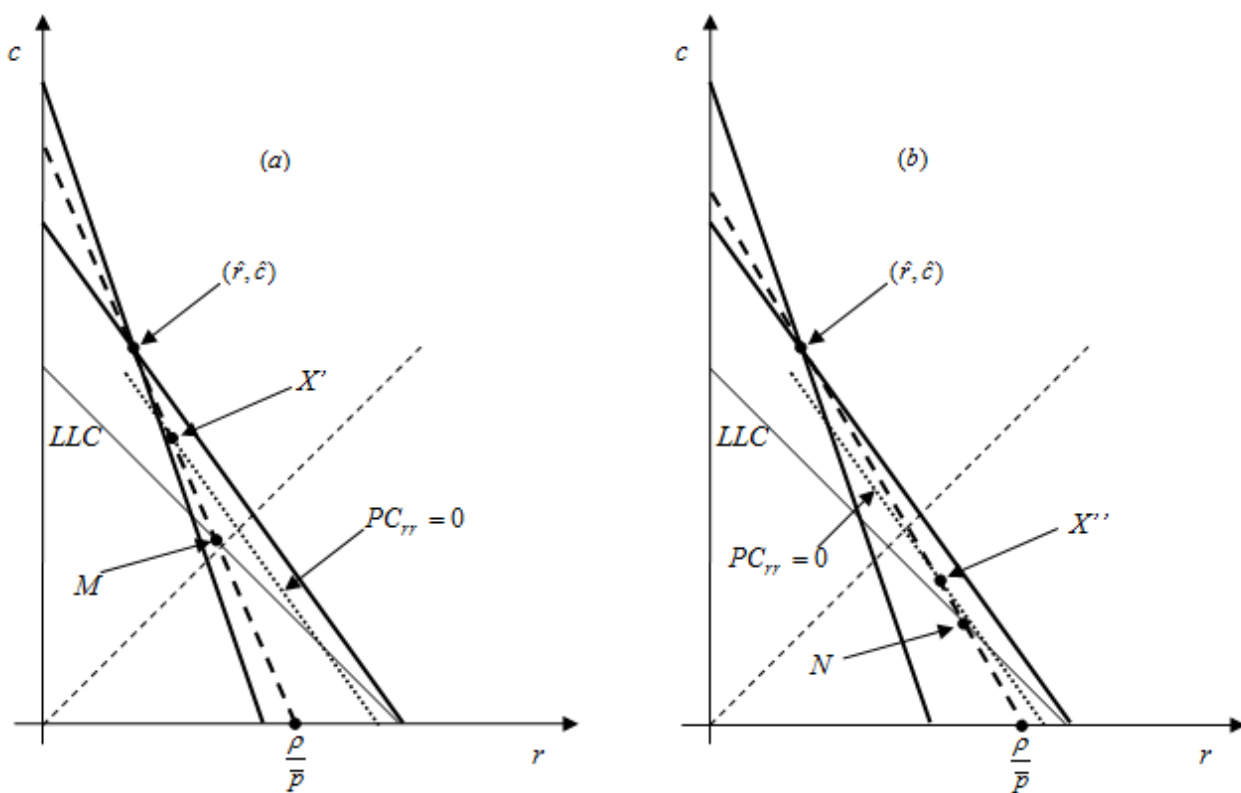 c
(a)
(r̂, ĉ)
X'
LLC
PC_rr = 0
M
ρ/p̅
r
c
(b)
(r̂, ĉ)
LLC
PC_rr = 0
X''
N
ρ/p̅
r